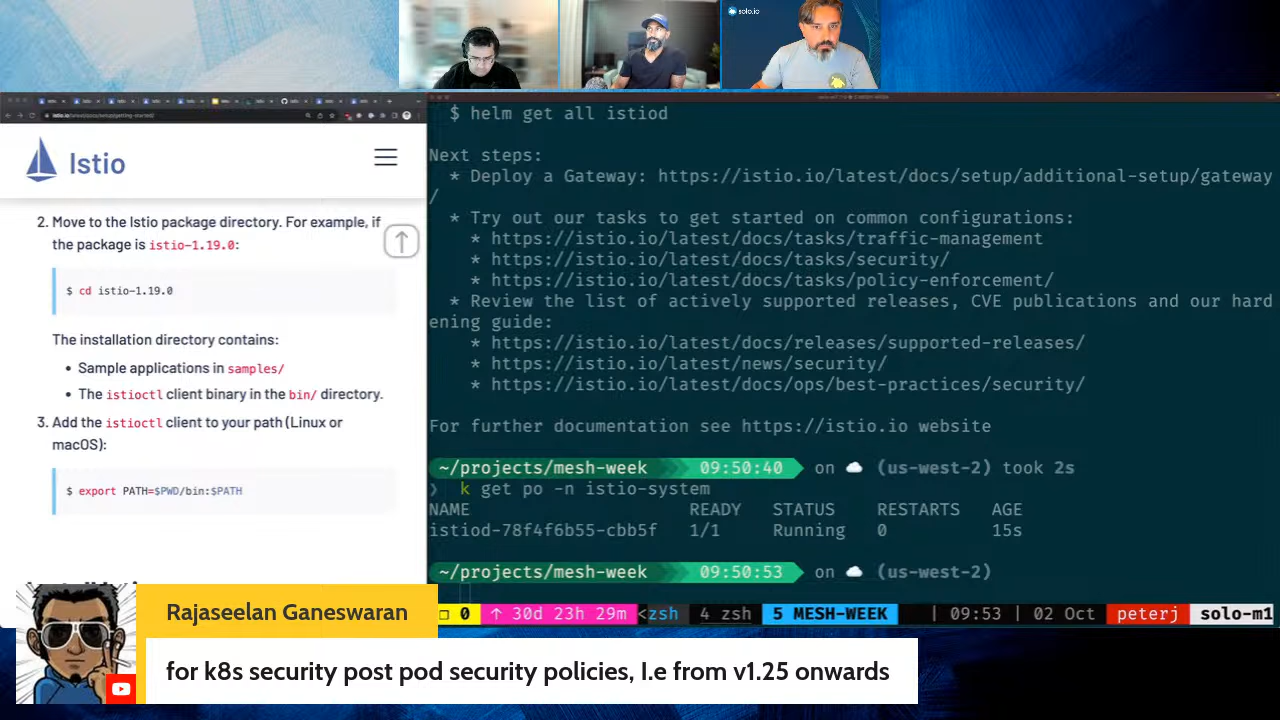 solo.io
istio.io/latest/docs/setup/getting-started/
Istio
2. Move to the Istio package directory. For example, if
the package is istio-1.19.0:
$ cd istio-1.19.0
The installation directory contains:
• Sample applications in samples/
• The istioctl client binary in the bin/ directory.
3. Add the istioctl client to your path (Linux or
macOS):
$ export PATH=$PWD/bin:$PATH
$ helm get all istiod
Next steps:
* Deploy a Gateway: https://istio.io/latest/docs/setup/additional-setup/gateway
/
* Try out our tasks to get started on common configurations:
* https://istio.io/latest/docs/tasks/traffic-management
* https://istio.io/latest/docs/tasks/security/
* https://istio.io/latest/docs/tasks/policy-enforcement/
* Review the list of actively supported releases, CVE publications and our hard
ening guide:
* https://istio.io/latest/docs/releases/supported-releases/
* https://istio.io/latest/news/security/
* https://istio.io/latest/docs/ops/best-practices/security/
For further documentation see https://istio.io website
~/projects/mesh-week 09:50:40 on (us-west-2) took 2s
❯ k get po -n istio-system
NAME READY STATUS RESTARTS AGE
istiod-78f4f6b55-cbb5f 1/1 Running 0 15s
~/projects/mesh-week 09:50:53 on (us-west-2)
0 ↑ 30d 23h 29m <zsh 4 zsh 5 MESH-WEEK | 09:53 | 02 Oct peterj solo-m1
Rajaseelan Ganeswaran
for k8s security post pod security policies, I.e from v1.25 onwards